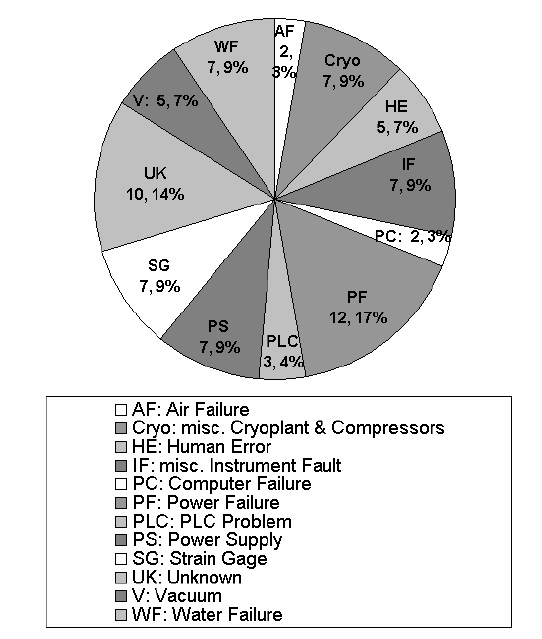 AF
2,
3%
Cryo
7, 9%
HE
5, 7%
IF
7, 9%
PC: 2, 3%
PF
12, 17%
PLC
3, 4%
PS
7, 9%
SG
7, 9%
UK
10, 14%
V: 5, 7%
WF
7, 9%
AF: Air Failure
Cryo: misc. Cryoplant & Compressors
HE: Human Error
IF: misc. Instrument Fault
PC: Computer Failure
PF: Power Failure
PLC: PLC Problem
PS: Power Supply
SG: Strain Gage
UK: Unknown
V: Vacuum
WF: Water Failure